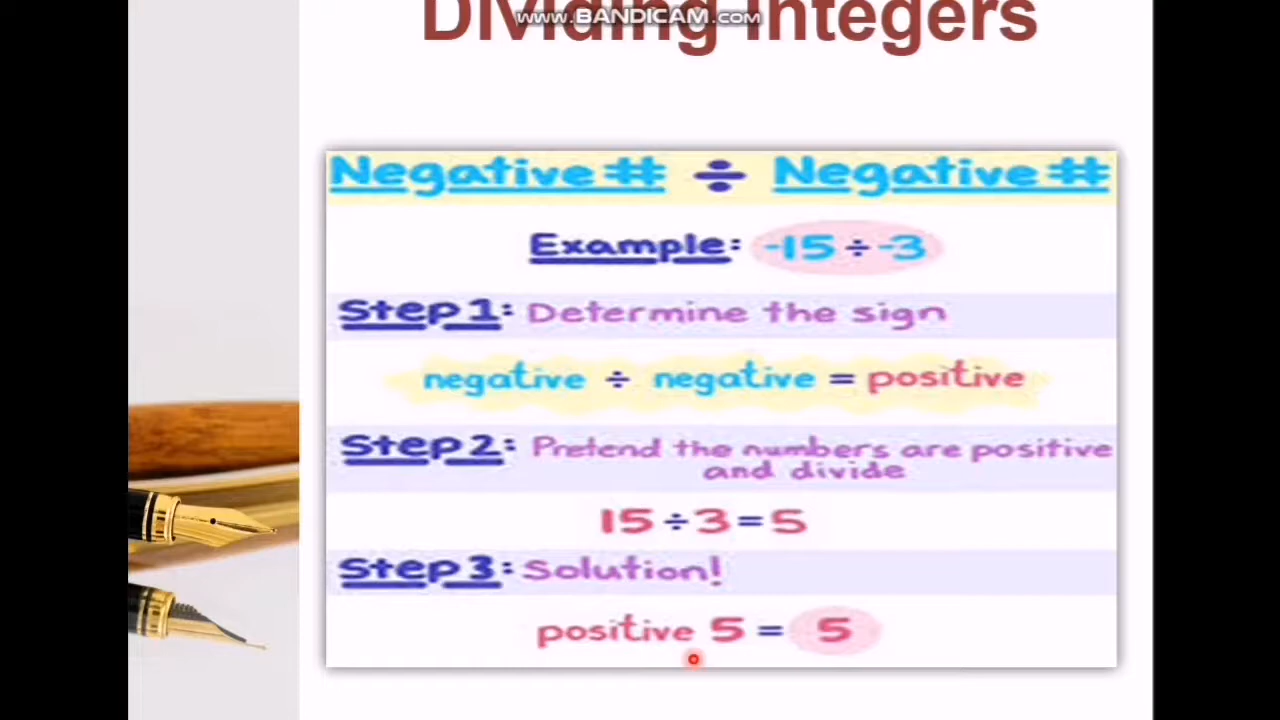 Dividing Integers
www.BANDICAM.com
Negative # ÷ Negative #
Example: -15 ÷ -3
Step 1: Determine the sign
negative ÷ negative = positive
Step 2: Pretend the numbers are positive
and divide
15 ÷ 3 = 5
Step 3: Solution!
positive 5 = 5